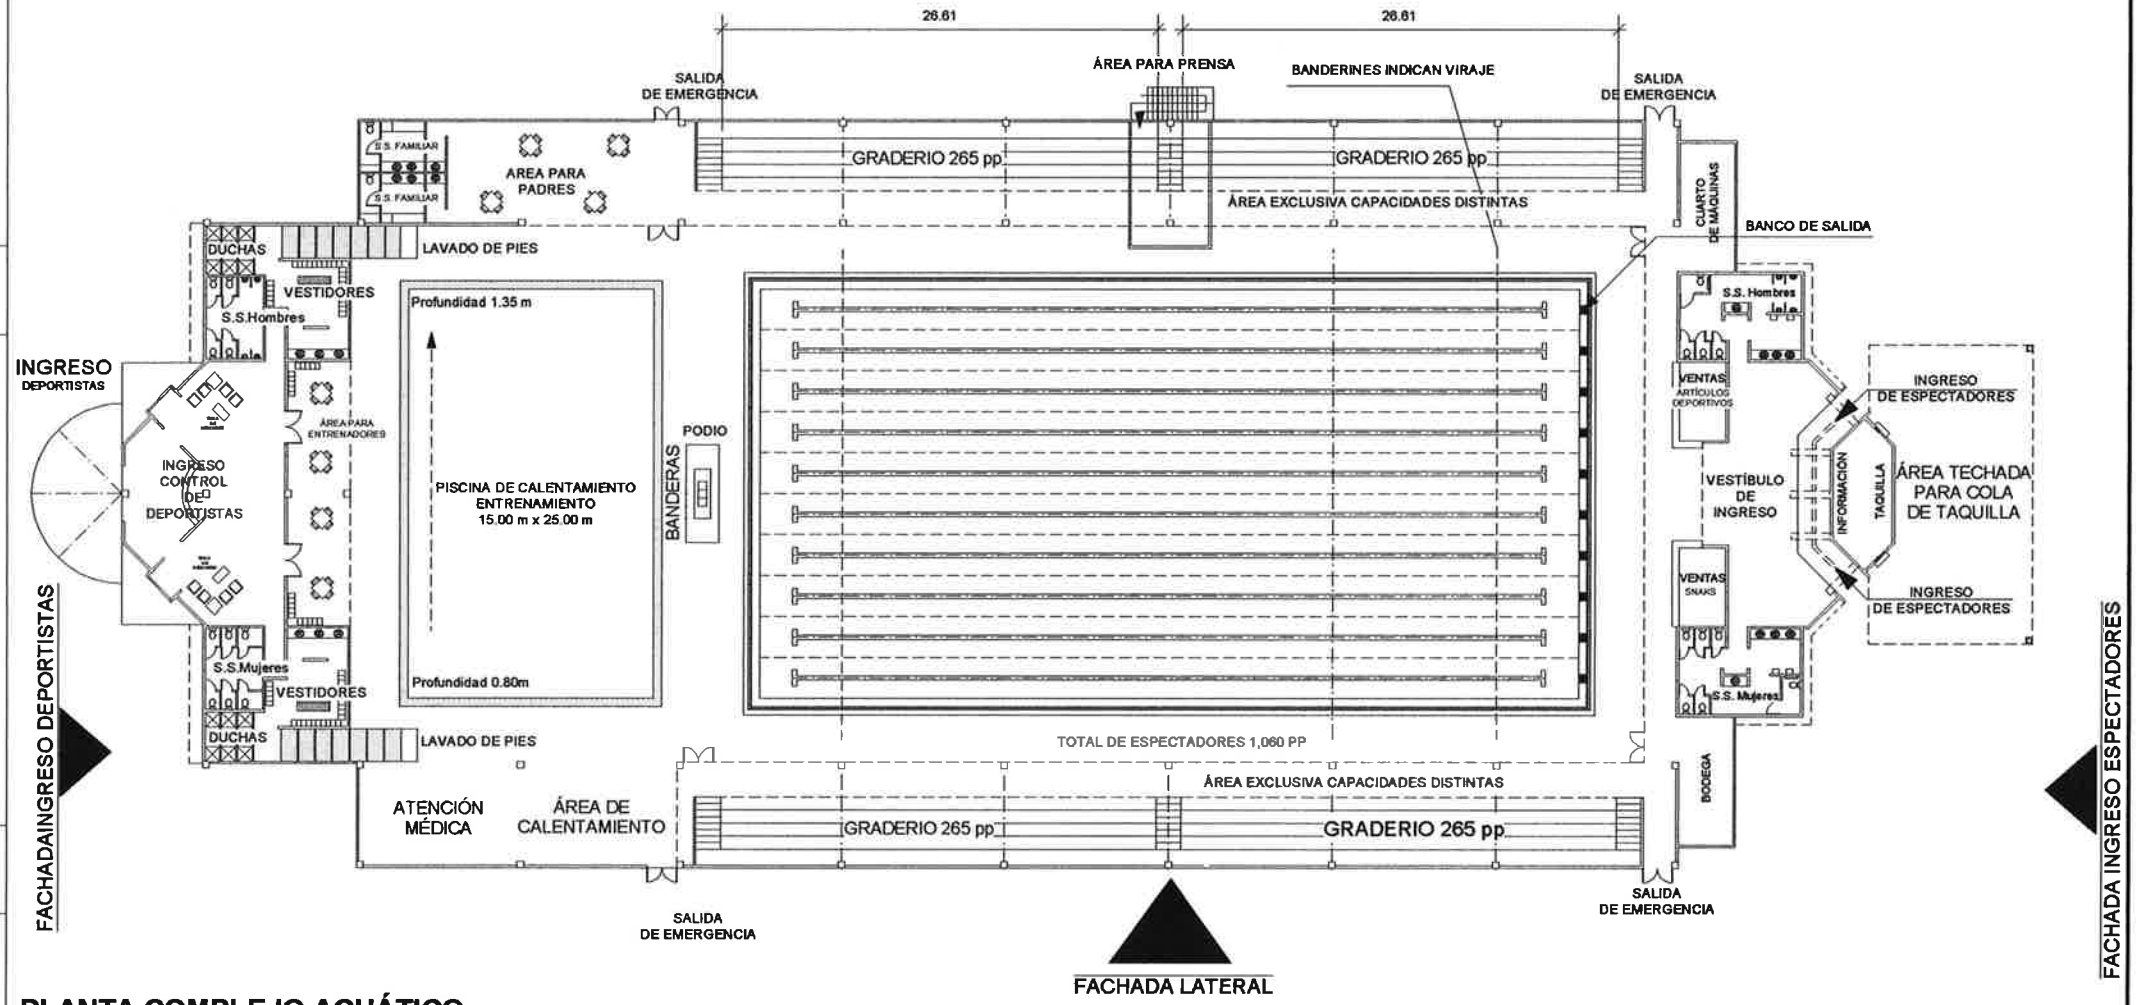 26.61
26.61
ÁREA PARA PRENSA
BANDERINES INDICAN VIRAJE
SALIDA
DE EMERGENCIA
SALIDA
DE EMERGENCIA
S.S. FAMILIAR
S.S. FAMILIAR
AREA PARA
PADRES
GRADERIO 265 pp
GRADERIO 265 pp
ÁREA EXCLUSIVA CAPACIDADES DISTINTAS
CUARTO
DE MÁQUINAS
BANCO DE SALIDA
DUCHAS
LAVADO DE PIES
VESTIDORES
S.S.Hombres
Profundidad 1.35 m
S.S. Hombres
INGRESO
DEPORTISTAS
VENTAS
ARTÍCULOS
DEPORTIVOS
INGRESO
DE ESPECTADORES
ÁREA PARA
ENTRENADORES
PODIO
BANDERAS
INGRESO
CONTROL
DE
DEPORTISTAS
PISCINA DE CALENTAMIENTO
ENTRENAMIENTO
15.00 m x 25.00 m
VESTÍBULO
DE
INGRESO
INFORMACIÓN
TAQUILLA
ÁREA TECHADA
PARA COLA
DE TAQUILLA
VENTAS
SNAKS
INGRESO
DE ESPECTADORES
S.S.Mujeres
VESTIDORES
Profundidad 0.80m
S.S. Mujeres
DUCHAS
LAVADO DE PIES
TOTAL DE ESPECTADORES 1,060 PP
ÁREA EXCLUSIVA CAPACIDADES DISTINTAS
BODEGA
ATENCIÓN
MÉDICA
ÁREA DE
CALENTAMIENTO
GRADERIO 265 pp
GRADERIO 265 pp
SALIDA
DE EMERGENCIA
SALIDA
DE EMERGENCIA
FACHADAINGRESO DEPORTISTAS
FACHADA INGRESO ESPECTADORES
FACHADA LATERAL
PLANTA COMPLEJO ACUÁTICO